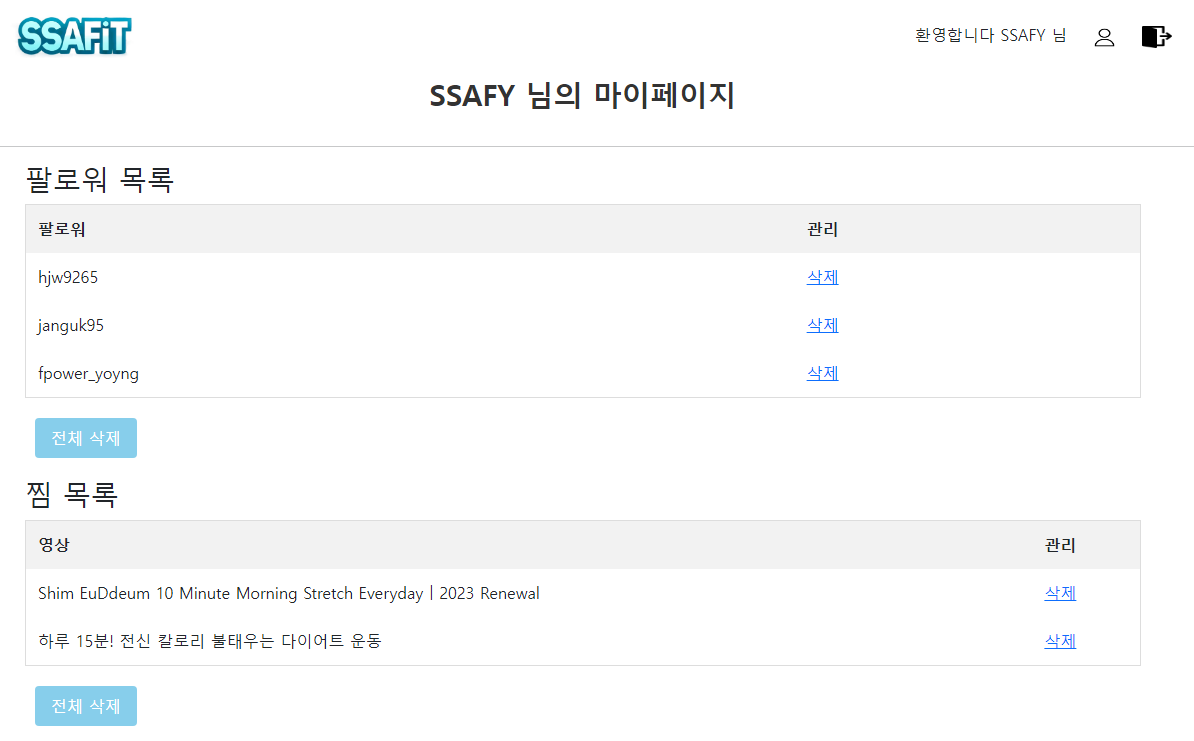 SSAFiT
환영합니다 SSAFY 님
SSAFY 님의 마이페이지
팔로워 목록
팔로워 관리
hjw9265 삭제
janguk95 삭제
fpower_yoyng 삭제
전체 삭제
찜 목록
영상 관리
Shim EuDdeum 10 Minute Morning Stretch Everyday | 2023 Renewal 삭제
하루 15분! 전신 칼로리 불태우는 다이어트 운동 삭제
전체 삭제